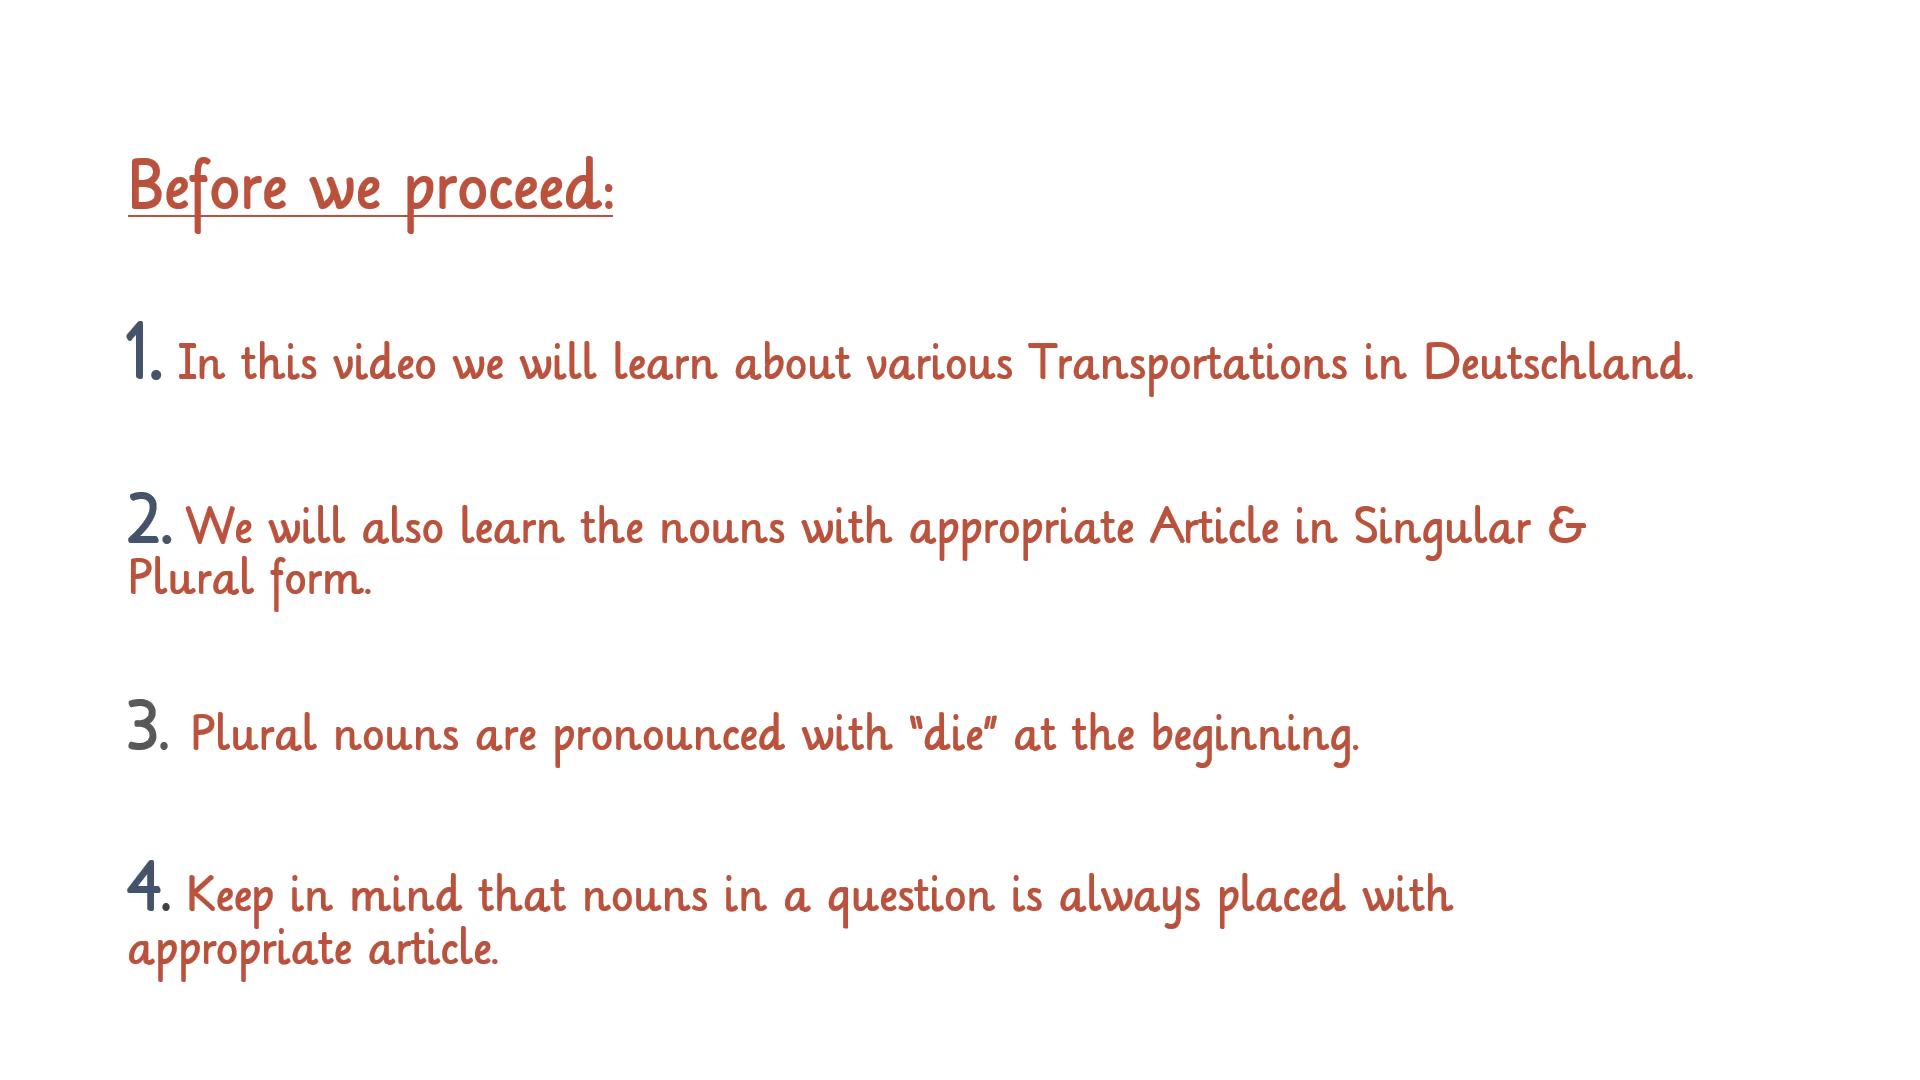 Before we proceed:
1. In this video we will learn about various Transportations in Deutschland.
2. We will also learn the nouns with appropriate Article in Singular &
Plural form.
3. Plural nouns are pronounced with “die” at the beginning.
4. Keep in mind that nouns in a question is always placed with
appropriate article.